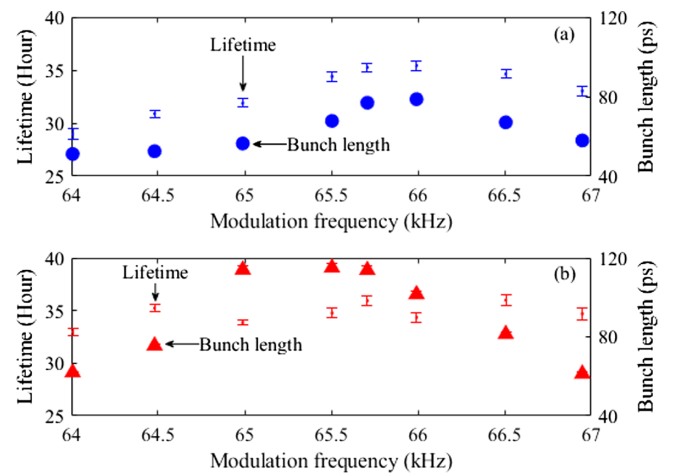 40
35
30
25
Lifetime (Hour)
(a)
Lifetime
Bunch length
120
80
40
Bunch length (ps)
64 64.5 65 65.5 66 66.5 67
Modulation frequency (kHz)
40
35
30
25
Lifetime (Hour)
(b)
Lifetime
Bunch length
120
80
40
Bunch length (ps)
64 64.5 65 65.5 66 66.5 67
Modulation frequency (kHz)